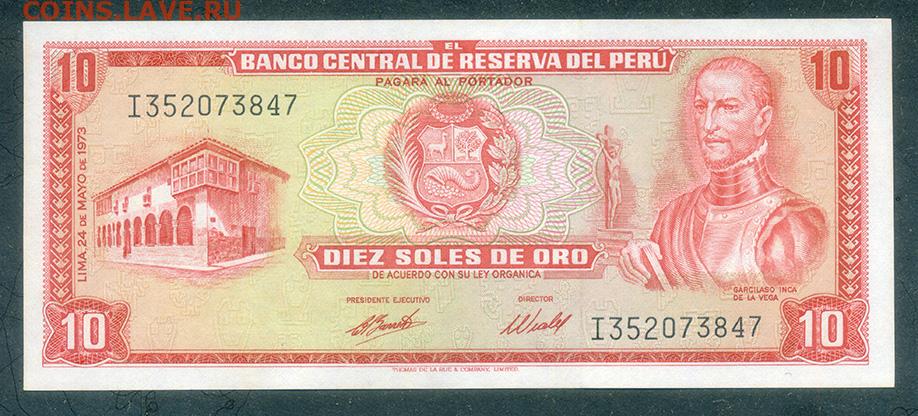 COINS.LAVE.RU
EL
10 BANCO CENTRAL DE RESERVA DEL PERÚ 10
PAGARÁ AL PORTADOR
I352073847
LIMA, 24 DE MAYO DE 1973
DIEZ SOLES DE ORO
DE ACUERDO CON SU LEY ORGANICA
GARCILASO INCA
DE LA VEGA
PRESIDENTE EJECUTIVO DIRECTOR
I352073847
10 10
THOMAS DE LA RUE & COMPANY, LIMITED.